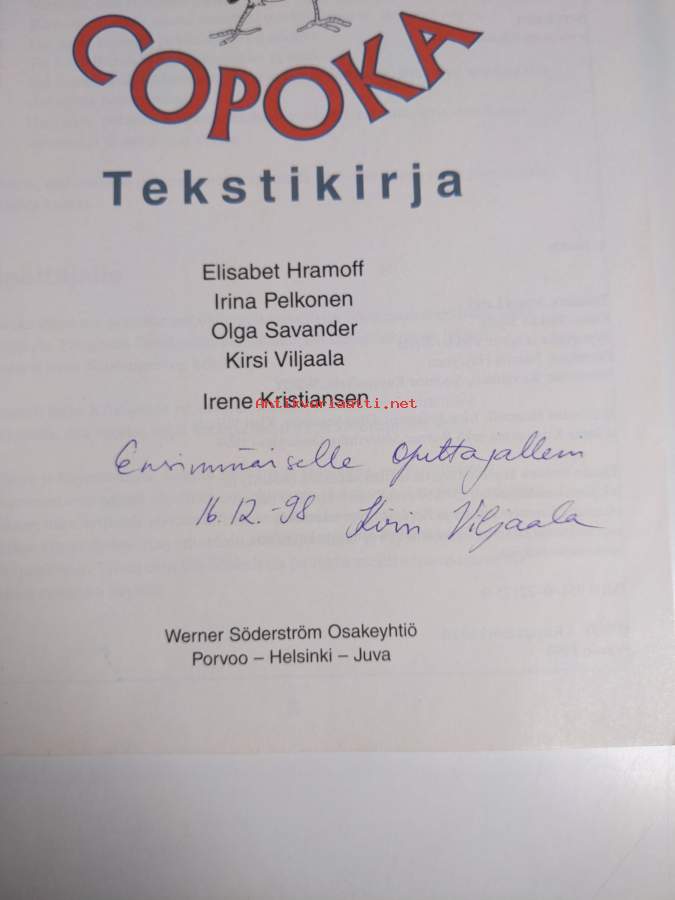 СОРОКА
Tekstikirja
Elisabet Hramoff
Irina Pelkonen
Olga Savander
Kirsi Viljaala
Irene Kristiansen
Antikvariaatti.net
Ensimmäiselle opettajalleni
16.12.-98 Kirsi Viljaala
Werner Söderström Osakeyhtiö
Porvoo – Helsinki – Juva